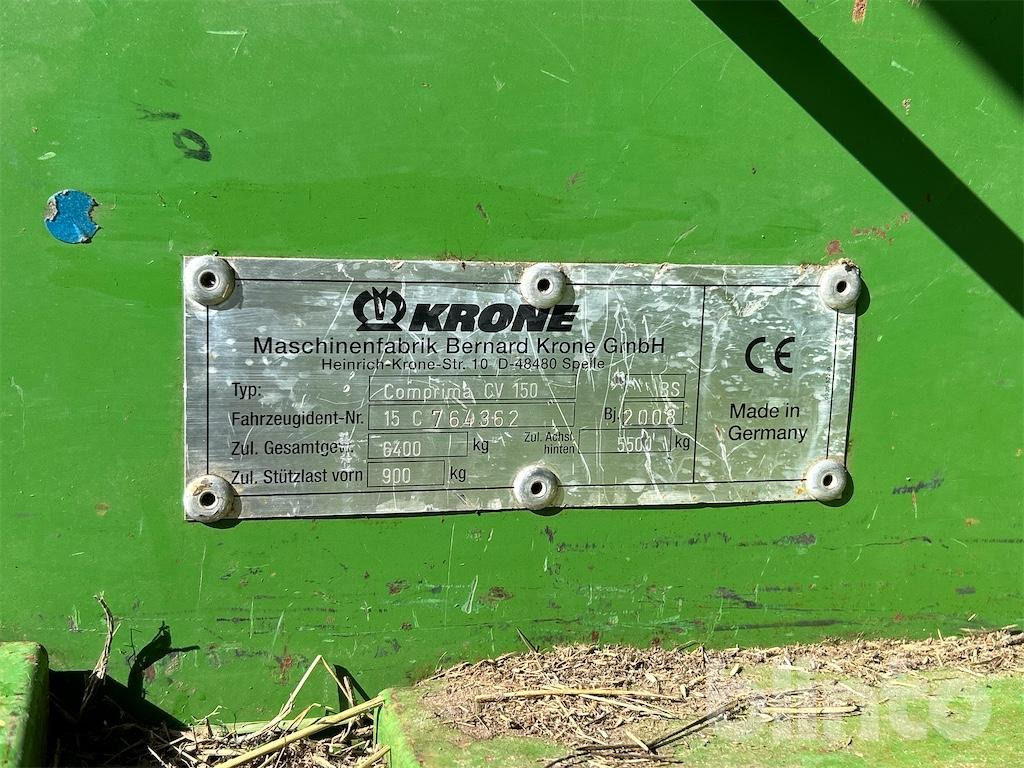 KRONE
Maschinenfabrik Bernard Krone GmbH
Heinrich-Krone-Str. 10 D-48480 Spelle
Typ: Comprima CV 150 BS
Fahrzeugident-Nr. 15 C 764362 Bj. 2008
Zul. Gesamtgew. 6400 kg Zul. Achsl. hinten 5500 kg
Zul. Stützlast vorn 900 kg
CE
Made in
Germany
blinto